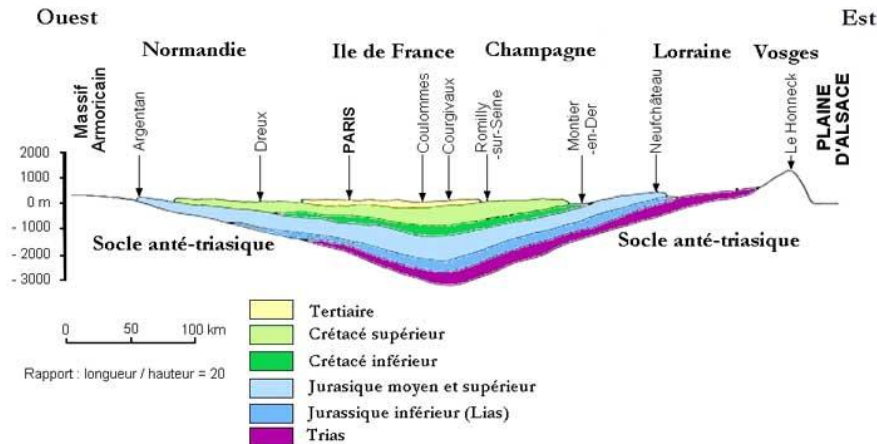 Ouest
Est
Normandie
Ile de France
Champagne
Lorraine
Vosges
Massif
Armoricain
Argentan
Dreux
PARIS
Coulommes
Courgivaux
Romilly
-sur-Seine
Montier
-en-Der
Neufchâteau
Le Honneck
PLAINE
D'ALSACE
2000
1000
0 m
- 1000
- 2000
- 3000
Socle anté-triasique
Socle anté-triasique
0 50 100 km
Rapport : longueur / hauteur = 20
Tertiaire
Crétacé supérieur
Crétacé inférieur
Jurasique moyen et supérieur
Jurassique inférieur (Lias)
Trias